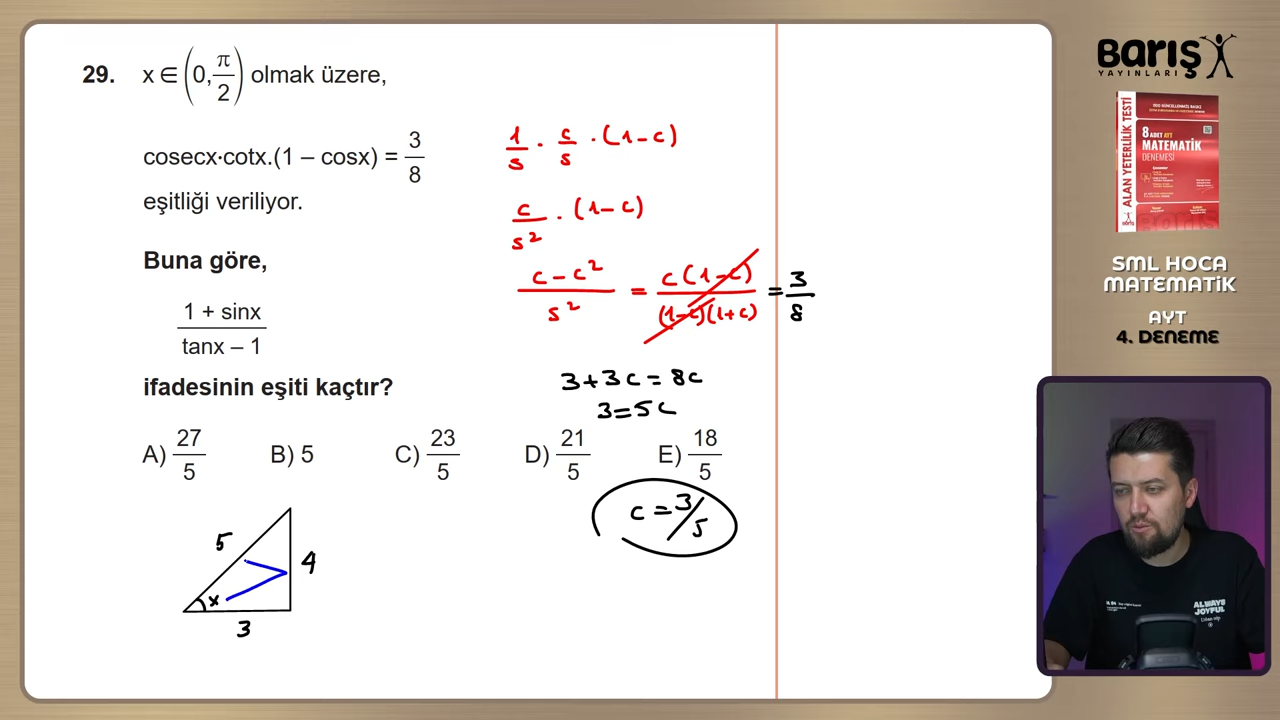 29. x ∈ (0, π/2) olmak üzere,
cosecx·cotx.(1 – cosx) = 3/8
eşitliği veriliyor.
Buna göre,
1 + sinx / tanx – 1
ifadesinin eşiti kaçtır?
A) 27/5 B) 5 C) 23/5 D) 21/5 E) 18/5
1/s · c/s · (1-c)
c/s² · (1-c)
c-c²/s² = c(1-c)/(1-c)(1+c) = 3/8
3+3c=8c
3=5c
c=3/5
5
4
x
3
BARIŞ
YAYINLARI
ALAN YETERLİLİK TESTİ
8 ADET AYT
MATEMATİK
DENEMESİ
SML HOCA
MATEMATİK
AYT
4. DENEME
ALWAYS
JOYFUL